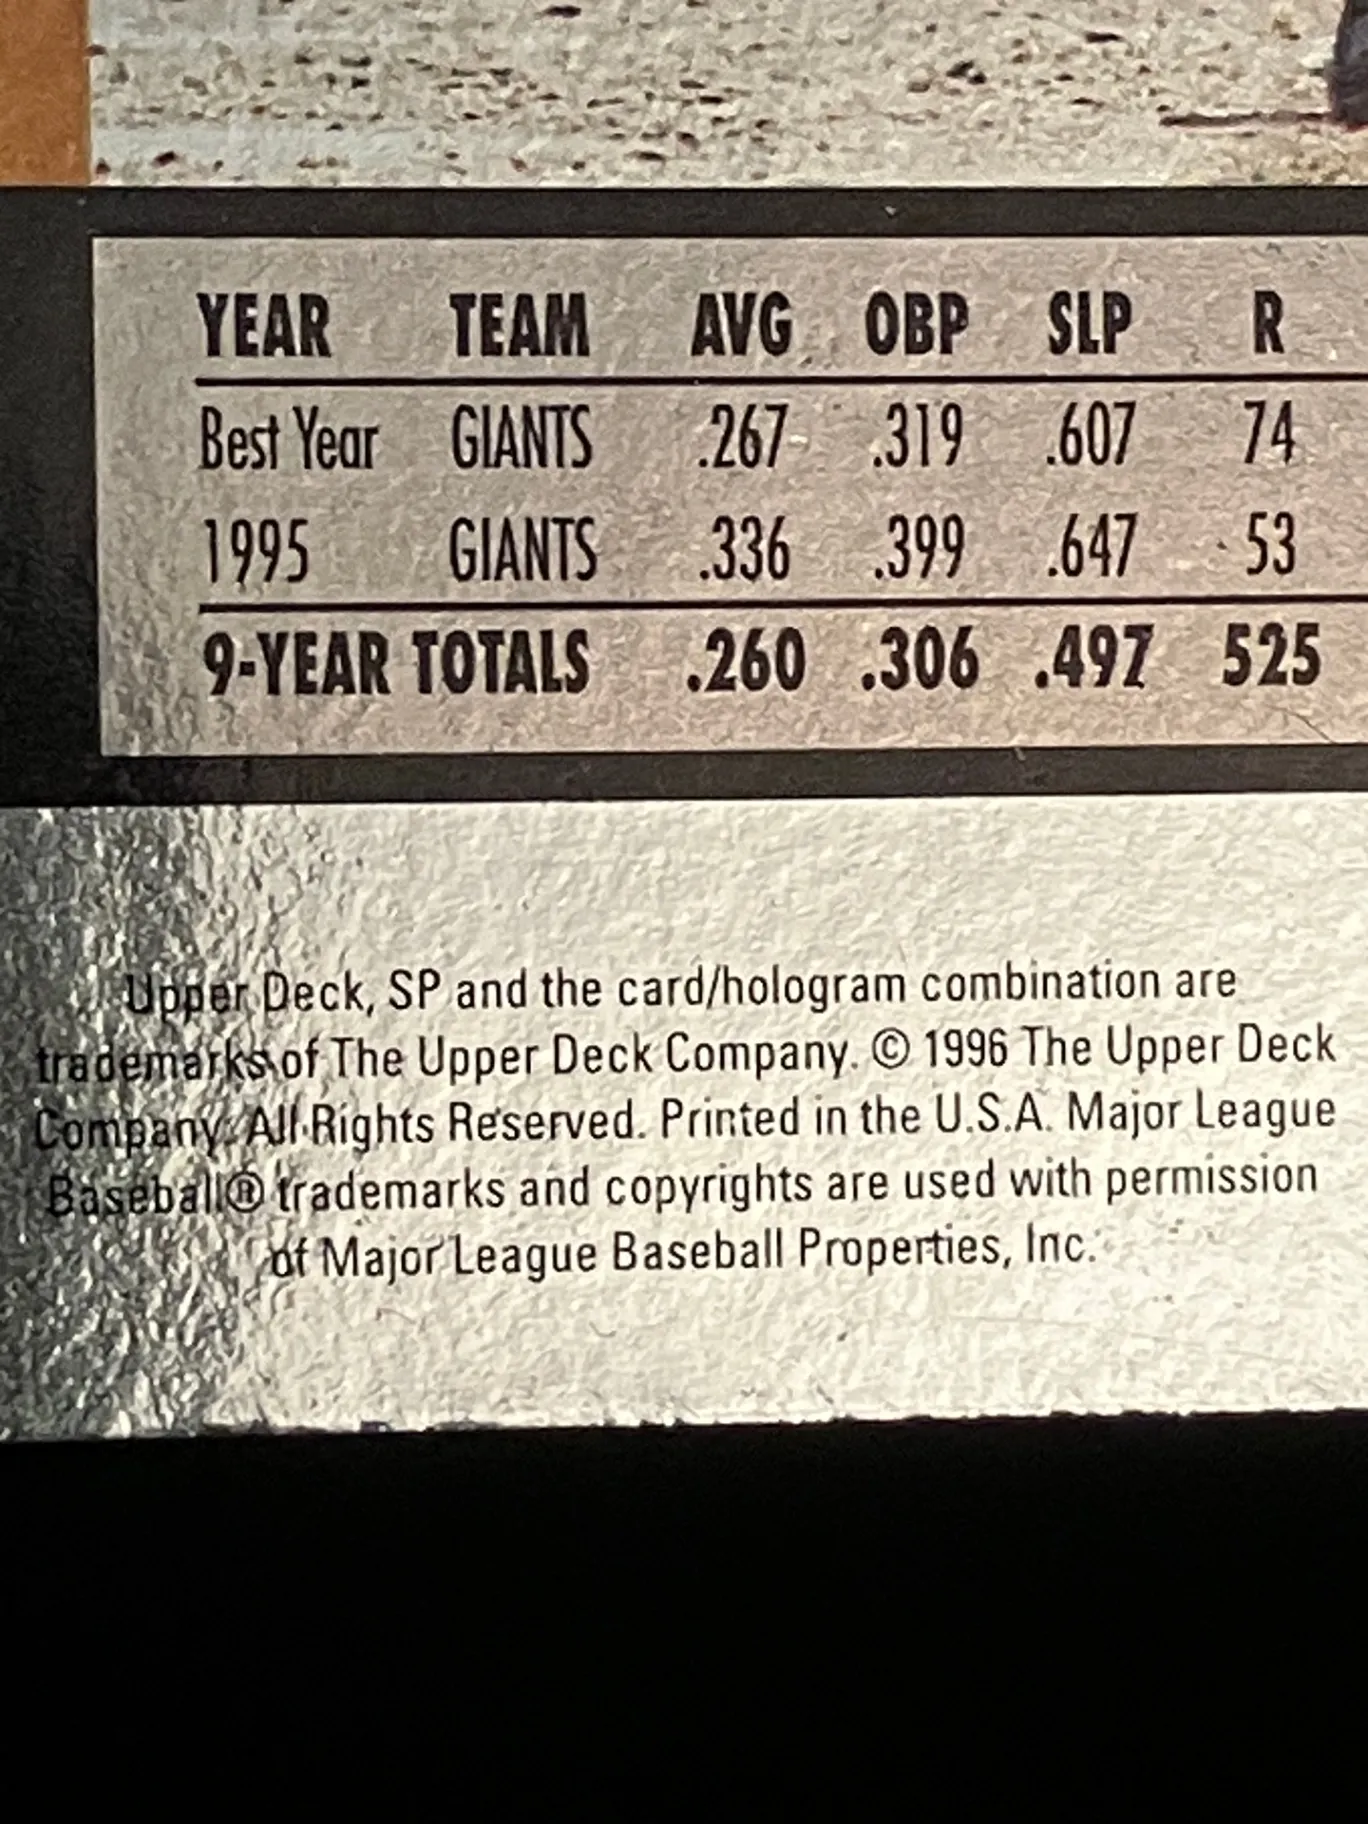 YEAR TEAM AVG OBP SLP R
Best Year GIANTS .267 .319 .607 74
1995 GIANTS .336 .399 .647 53
9-YEAR TOTALS .260 .306 .497 525
Upper Deck, SP and the card/hologram combination are
trademarks of The Upper Deck Company. © 1996 The Upper Deck
Company. All Rights Reserved. Printed in the U.S.A. Major League
Baseball® trademarks and copyrights are used with permission
of Major League Baseball Properties, Inc.